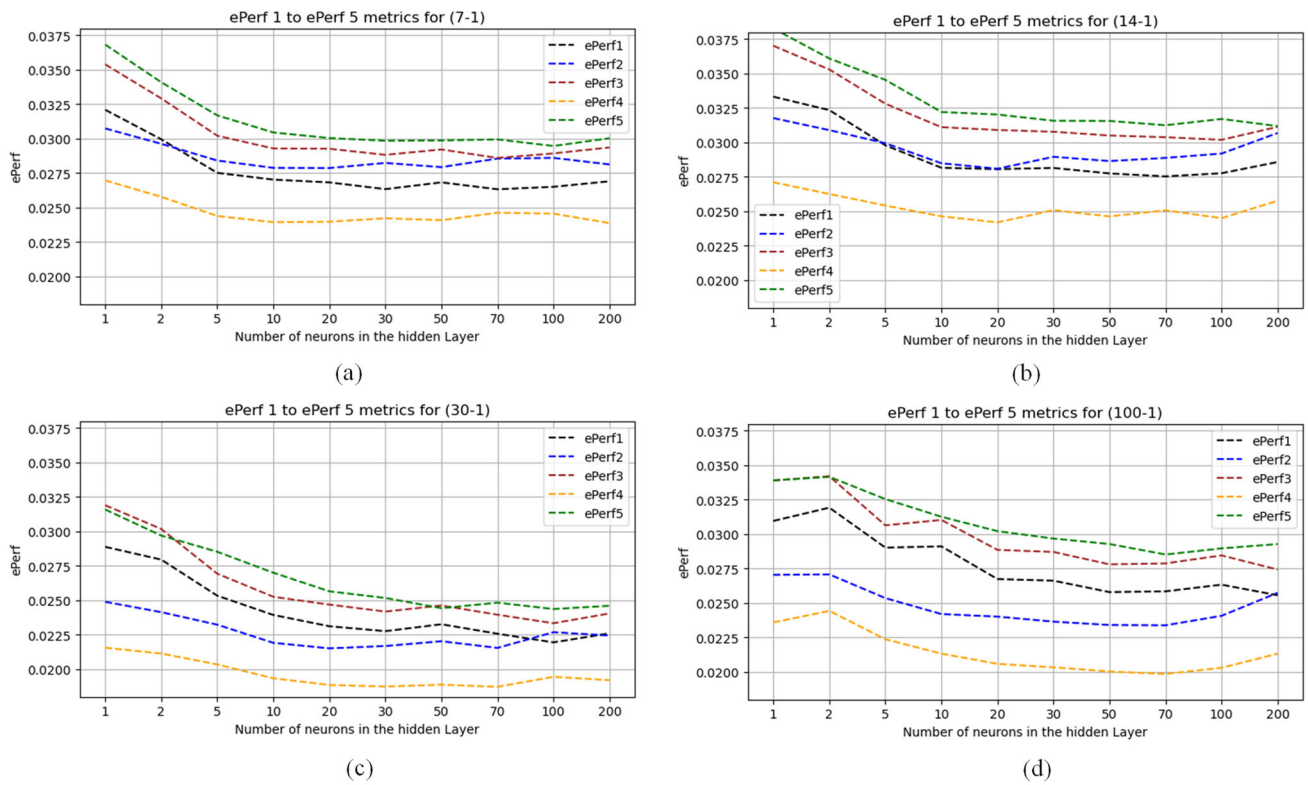 ePerf 1 to ePerf 5 metrics for (7-1)
0.0375
0.0350
0.0325
0.0300
0.0275
0.0250
0.0225
0.0200
ePerf
ePerf1
ePerf2
ePerf3
ePerf4
ePerf5
1 2 5 10 20 30 50 70 100 200
Number of neurons in the hidden Layer
(a)
ePerf 1 to ePerf 5 metrics for (14-1)
0.0375
0.0350
0.0325
0.0300
0.0275
0.0250
0.0225
0.0200
ePerf
ePerf1
ePerf2
ePerf3
ePerf4
ePerf5
1 2 5 10 20 30 50 70 100 200
Number of neurons in the hidden Layer
(b)
ePerf 1 to ePerf 5 metrics for (30-1)
0.0375
0.0350
0.0325
0.0300
0.0275
0.0250
0.0225
0.0200
ePerf
ePerf1
ePerf2
ePerf3
ePerf4
ePerf5
1 2 5 10 20 30 50 70 100 200
Number of neurons in the hidden Layer
(c)
ePerf 1 to ePerf 5 metrics for (100-1)
0.0375
0.0350
0.0325
0.0300
0.0275
0.0250
0.0225
0.0200
ePerf
ePerf1
ePerf2
ePerf3
ePerf4
ePerf5
1 2 5 10 20 30 50 70 100 200
Number of neurons in the hidden Layer
(d)